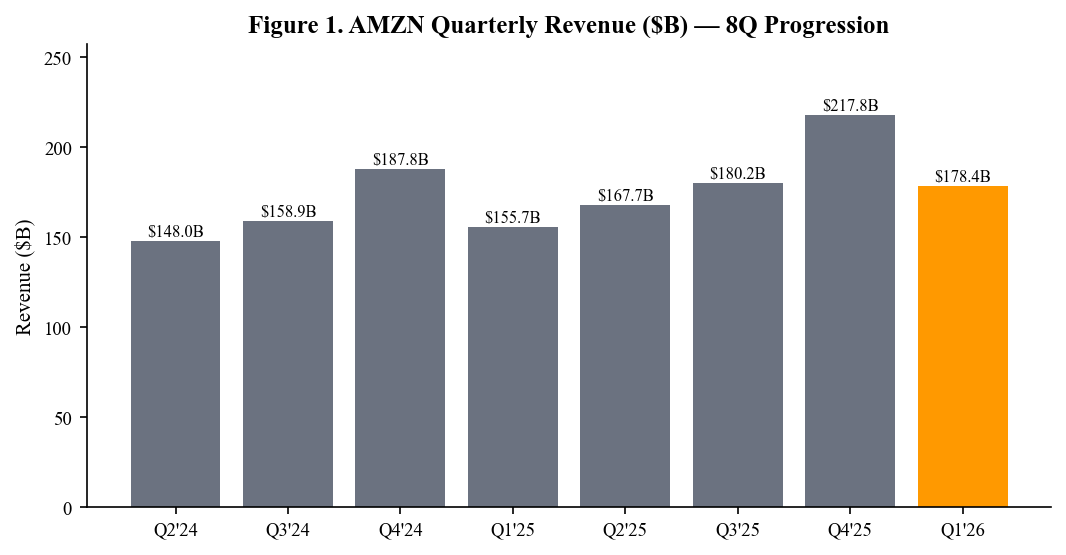 Figure 1. AMZN Quarterly Revenue ($B) — 8Q Progression
Revenue ($B)
250
200
150
100
50
0
$148.0B
$158.9B
$187.8B
$155.7B
$167.7B
$180.2B
$217.8B
$178.4B
Q2'24
Q3'24
Q4'24
Q1'25
Q2'25
Q3'25
Q4'25
Q1'26